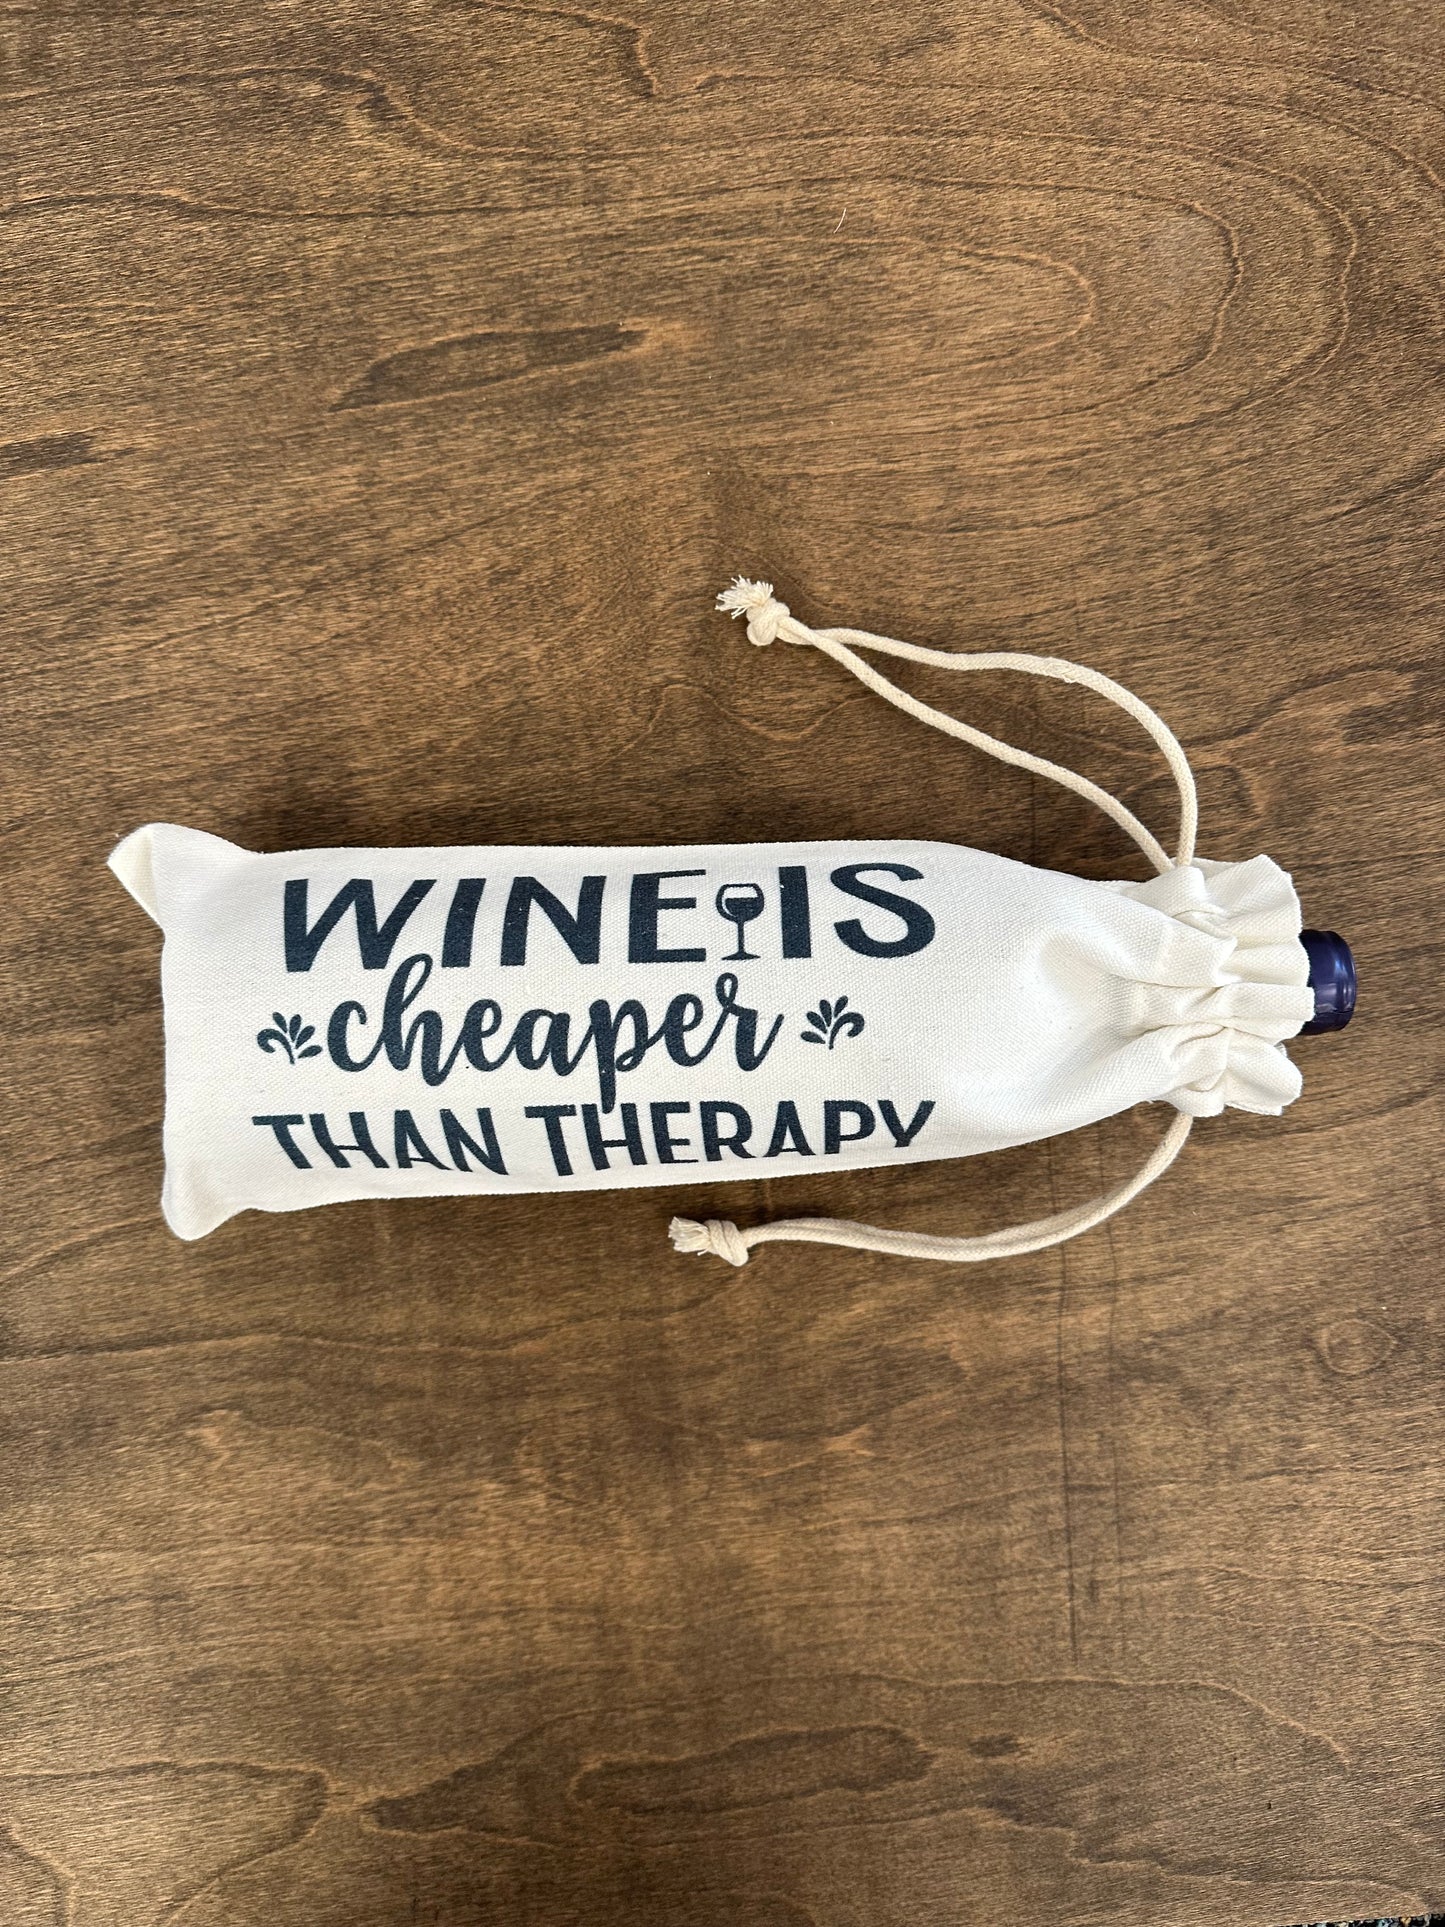 WINE IS
cheaper
THAN THERAPY